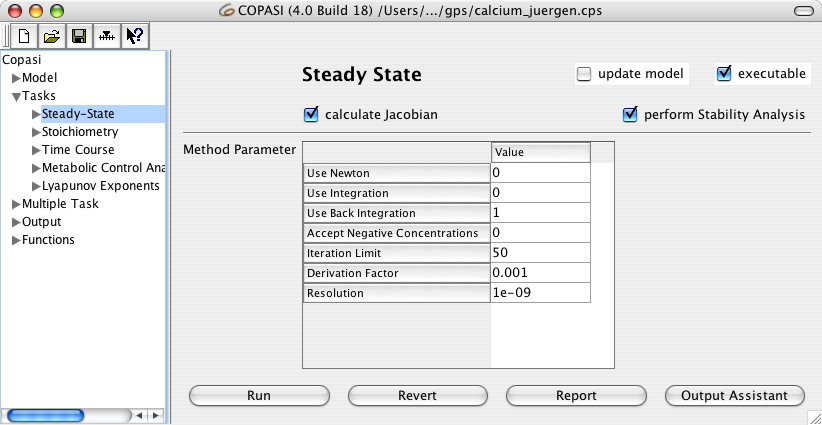 COPASI (4.0 Build 18) /Users/.../gps/calcium_juergen.cps
Copasi
Model
Tasks
Steady-State
Stoichiometry
Time Course
Metabolic Control Ana
Lyapunov Exponents
Multiple Task
Output
Functions
Steady State
update model
executable
calculate Jacobian
perform Stability Analysis
Method Parameter
Value
Use Newton 0
Use Integration 0
Use Back Integration 1
Accept Negative Concentrations 0
Iteration Limit 50
Derivation Factor 0.001
Resolution 1e-09
Run
Revert
Report
Output Assistant